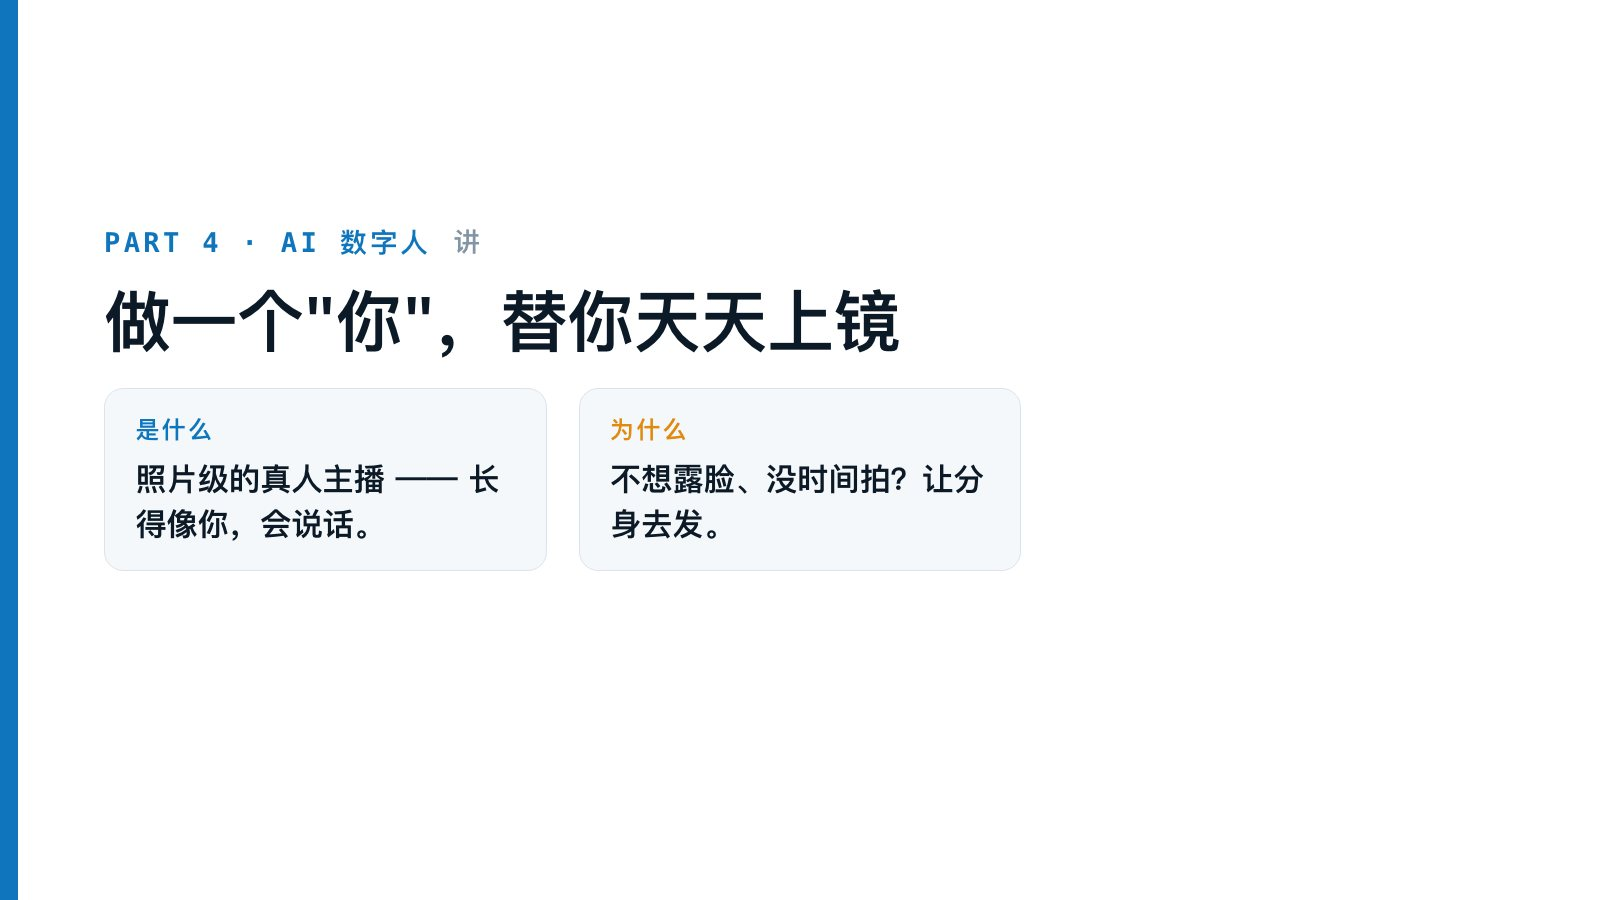 PART 4 · AI 数字人 讲
做一个"你"，替你天天上镜
是什么
照片级的真人主播 —— 长
得像你，会说话。
为什么
不想露脸、没时间拍？让分
身去发。